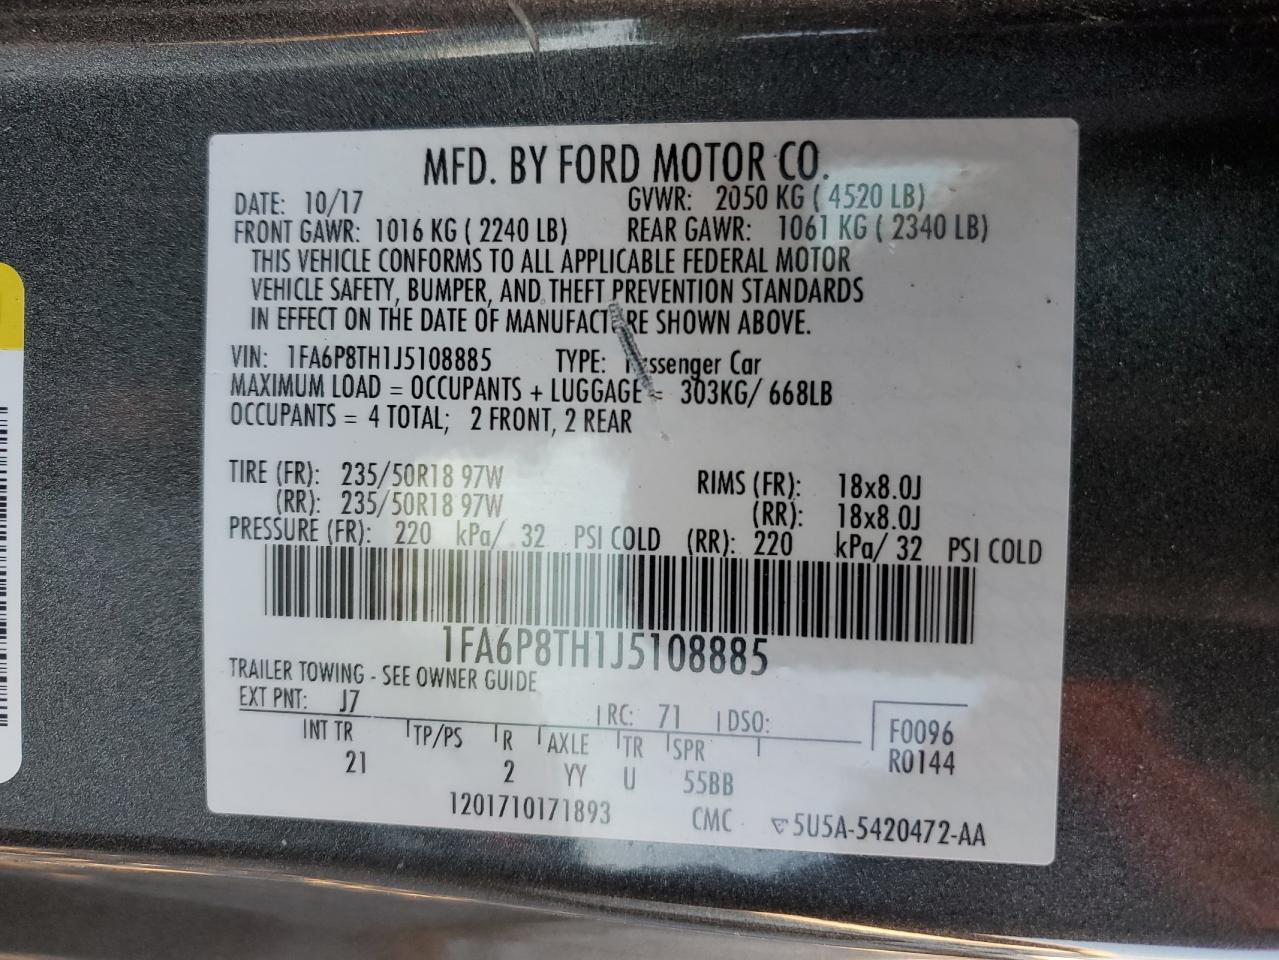 MFD. BY FORD MOTOR CO.
DATE: 10/17 GVWR: 2050 KG ( 4520 LB)
FRONT GAWR: 1016 KG ( 2240 LB) REAR GAWR: 1061 KG ( 2340 LB)
THIS VEHICLE CONFORMS TO ALL APPLICABLE FEDERAL MOTOR
VEHICLE SAFETY, BUMPER, AND THEFT PREVENTION STANDARDS
IN EFFECT ON THE DATE OF MANUFACTURE SHOWN ABOVE.
VIN: 1FA6P8TH1J5108885 TYPE: Passenger Car
MAXIMUM LOAD = OCCUPANTS + LUGGAGE = 303KG/ 668LB
OCCUPANTS = 4 TOTAL; 2 FRONT, 2 REAR
TIRE (FR): 235/50R18 97W RIMS (FR): 18x8.0J
(RR): 235/50R18 97W (RR): 18x8.0J
PRESSURE (FR): 220 kPa/ 32 PSI COLD (RR): 220 kPa/ 32 PSI COLD
1FA6P8TH1J5108885
TRAILER TOWING - SEE OWNER GUIDE
EXT PNT: J7 RC: 71 DSO: F0096
INT TR TP/PS R AXLE TR SPR R0144
21 2 YY U 55BB
1201710171893 CMC 5U5A-5420472-AA